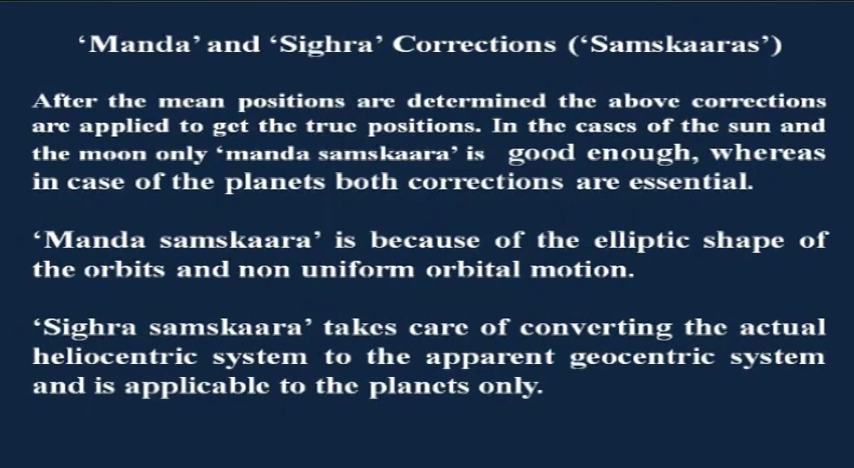 ‘Manda’ and ‘Sighra’ Corrections (‘Samskaaras’)
After the mean positions are determined the above corrections
are applied to get the true positions. In the cases of the sun and
the moon only ‘manda samskaara’ is good enough, whereas
in case of the planets both corrections are essential.
‘Manda samskaara’ is because of the elliptic shape of
the orbits and non uniform orbital motion.
‘Sighra samskaara’ takes care of converting the actual
heliocentric system to the apparent geocentric system
and is applicable to the planets only.